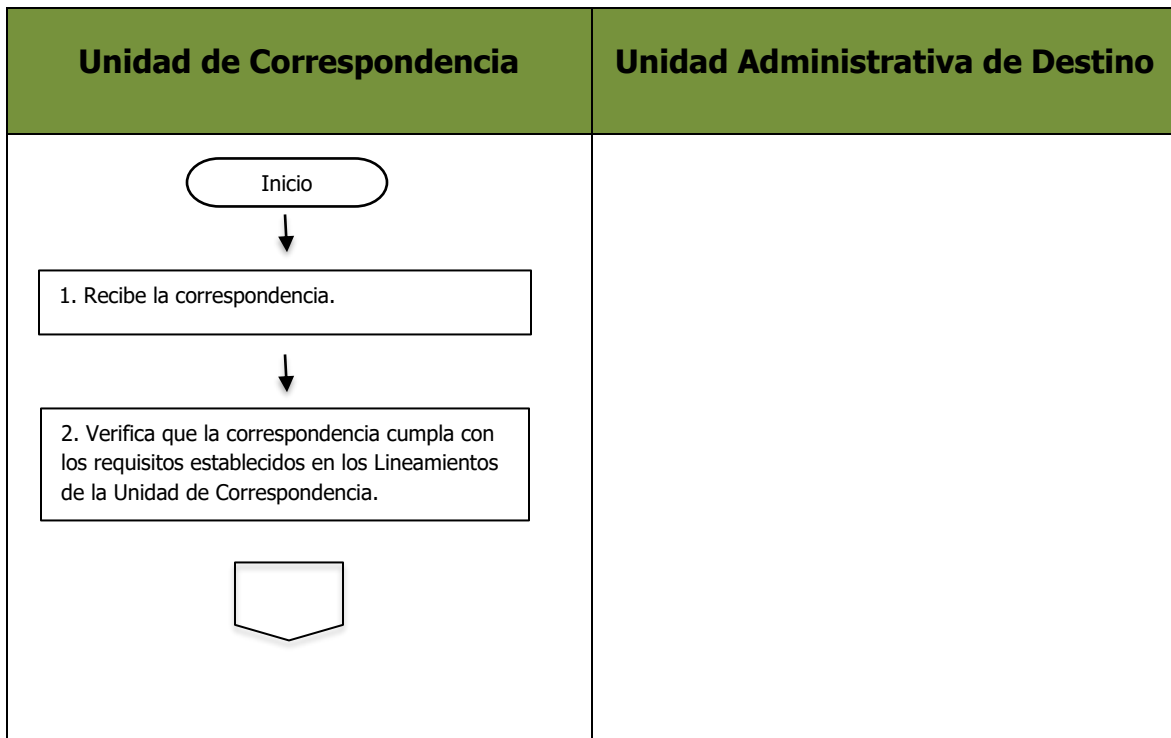 Unidad de Correspondencia
Unidad Administrativa de Destino
Inicio
1. Recibe la correspondencia.
2. Verifica que la correspondencia cumpla con
los requisitos establecidos en los Lineamientos
de la Unidad de Correspondencia.